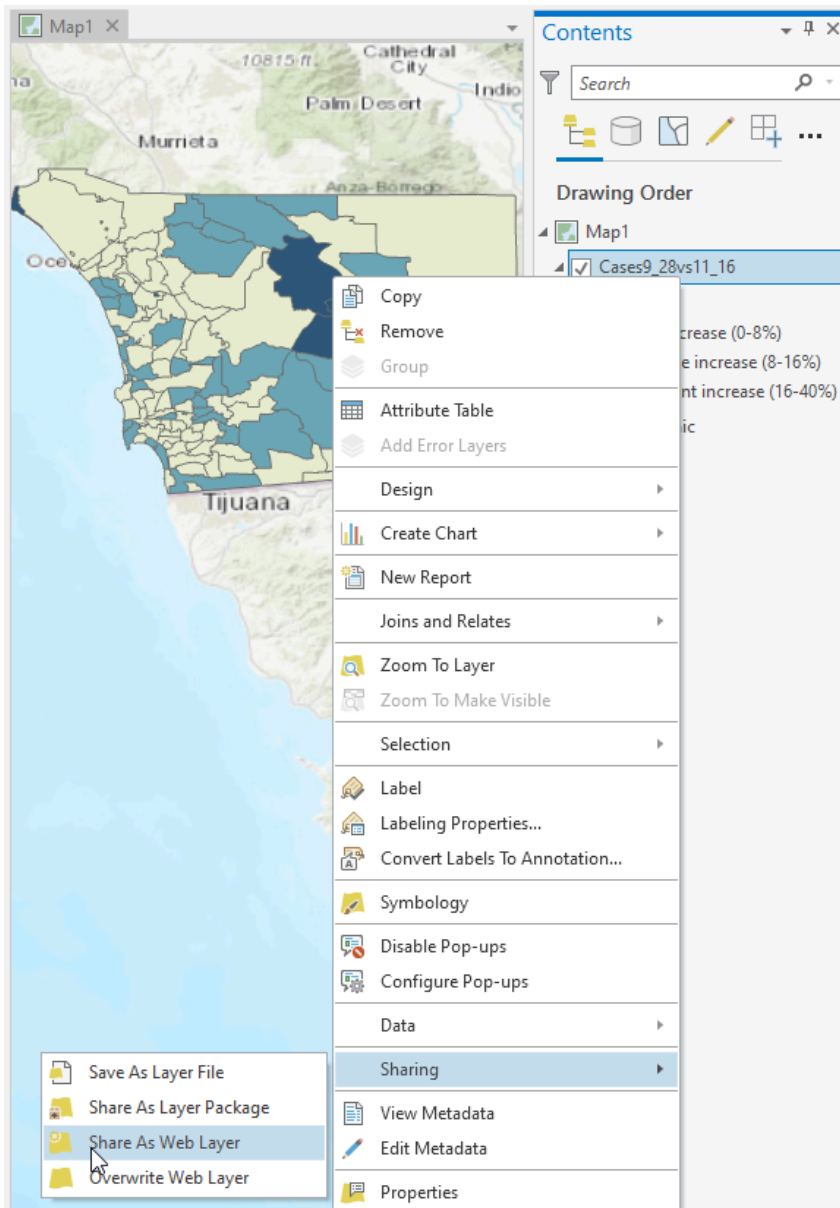 Map1
Contents
10815 ft
Cathedral
City
Indio
Palm Desert
Search
Murrieta
Anza-Borrego
Drawing Order
Map1
Cases9_28vs11_16
crease (0-8%)
e increase (8-16%)
nt increase (16-40%)
ic
Tijuana
Copy
Remove
Group
Attribute Table
Add Error Layers
Design
Create Chart
New Report
Joins and Relates
Zoom To Layer
Zoom To Make Visible
Selection
Label
Labeling Properties...
Convert Labels To Annotation...
Symbology
Disable Pop-ups
Configure Pop-ups
Data
Sharing
View Metadata
Edit Metadata
Properties
Save As Layer File
Share As Layer Package
Share As Web Layer
Overwrite Web Layer